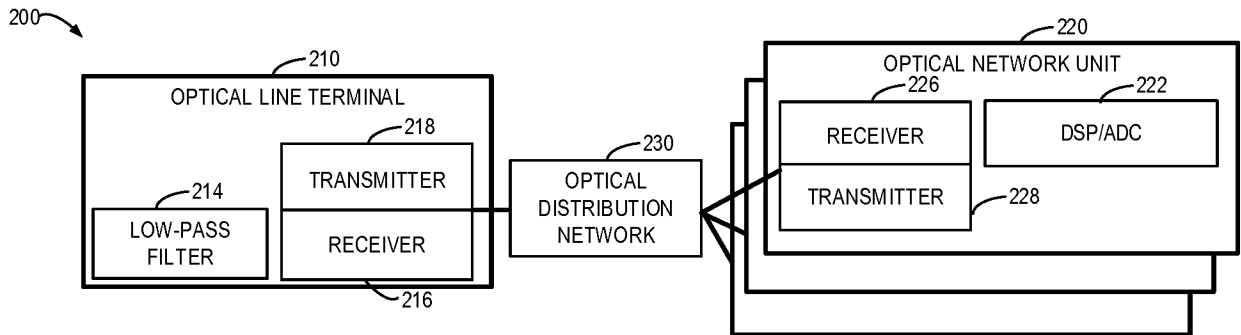 200
210
OPTICAL LINE TERMINAL
218
TRANSMITTER
214
LOW-PASS
FILTER
RECEIVER
216
230
OPTICAL
DISTRIBUTION
NETWORK
220
OPTICAL NETWORK UNIT
226
222
RECEIVER
DSP/ADC
TRANSMITTER
228